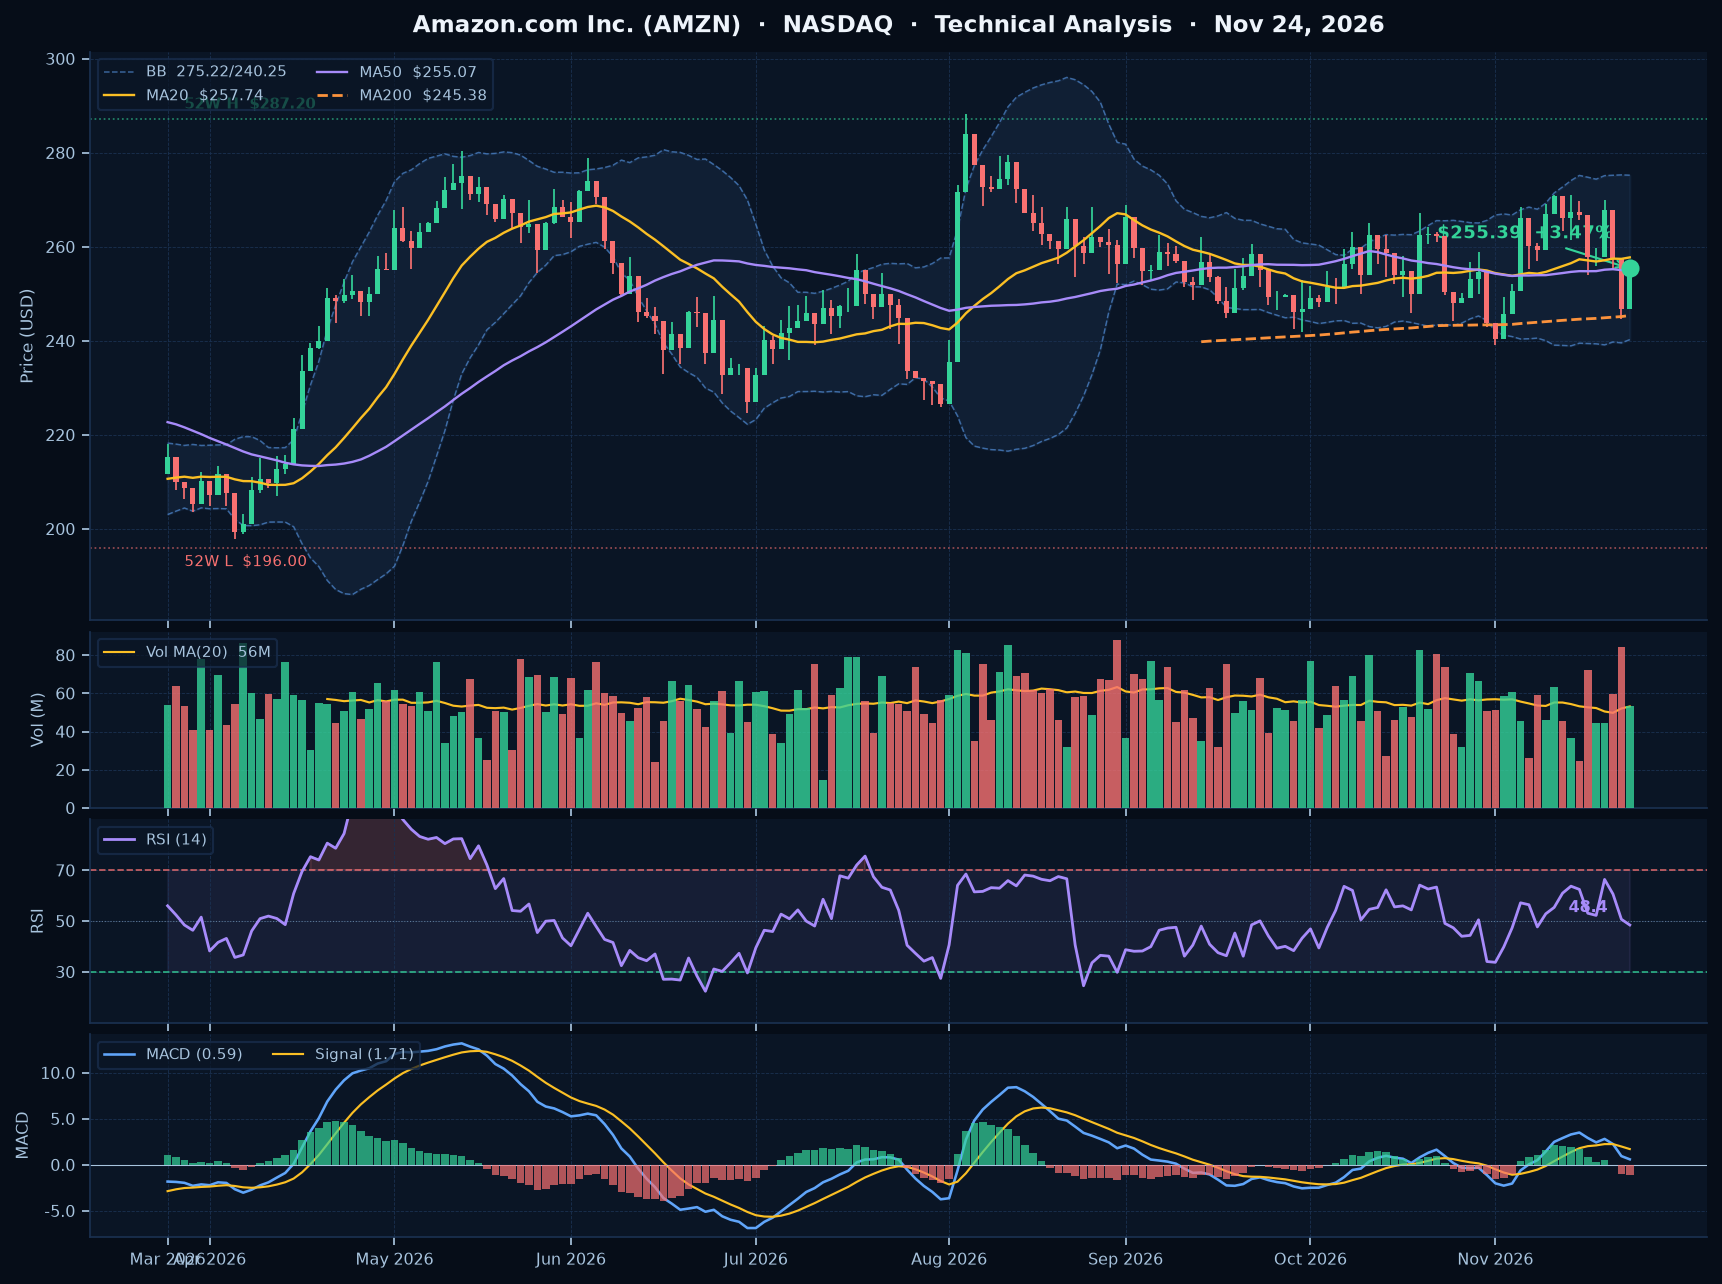 Amazon.com Inc. (AMZN)  ·  NASDAQ  ·  Technical Analysis  ·  Nov 24, 2026
BB  275.22/240.25
MA50  $255.07
MA20  $257.74
MA200  $245.38
52W H  $287.20
$255.39  +3.47%
52W L  $196.00
Price (USD)
300
280
260
240
220
200
Vol MA(20)  56M
Vol (M)
80
60
40
20
0
RSI (14)
RSI
70
50
30
48.4
MACD (0.59)
Signal (1.71)
MACD
10.0
5.0
0.0
-5.0
Mar 2026
Apr 2026
May 2026
Jun 2026
Jul 2026
Aug 2026
Sep 2026
Oct 2026
Nov 2026